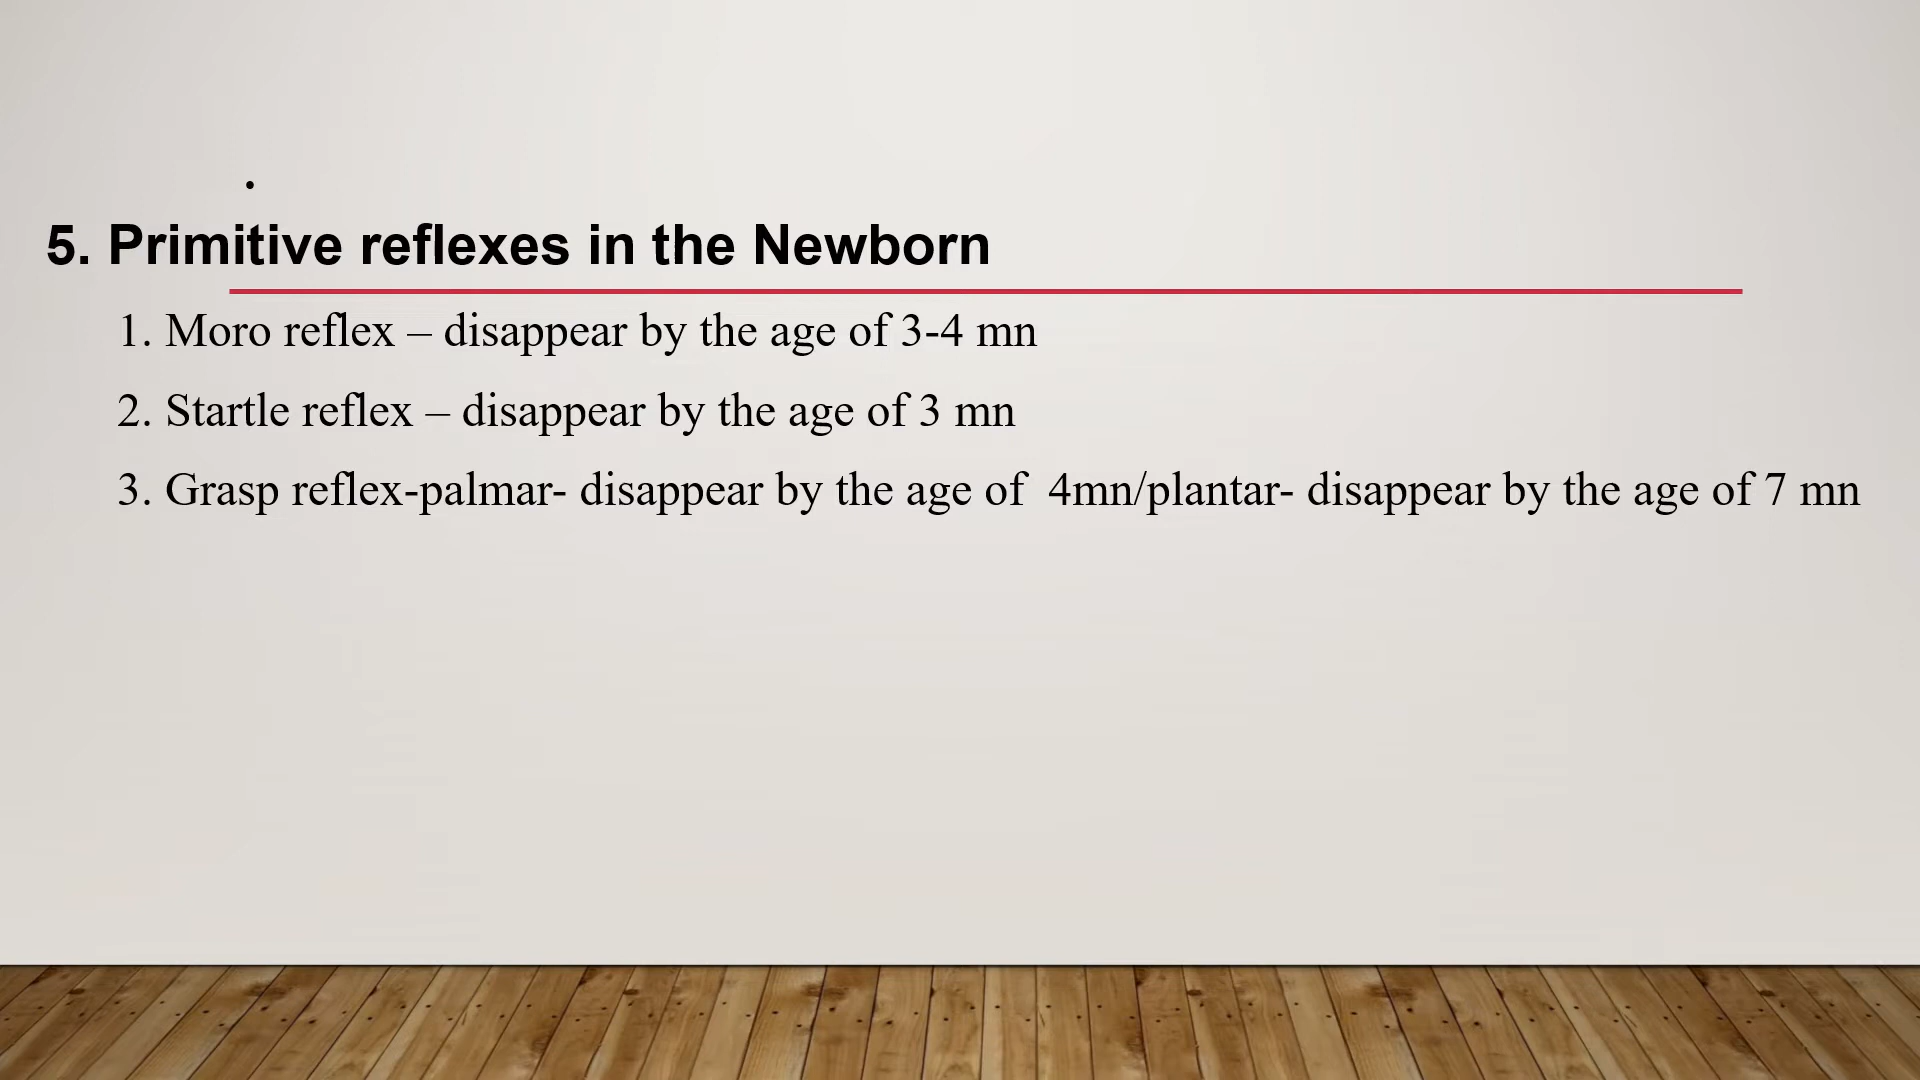 .
5. Primitive reflexes in the Newborn
1. Moro reflex – disappear by the age of 3-4 mn
2. Startle reflex – disappear by the age of 3 mn
3. Grasp reflex-palmar- disappear by the age of  4mn/plantar- disappear by the age of 7 mn